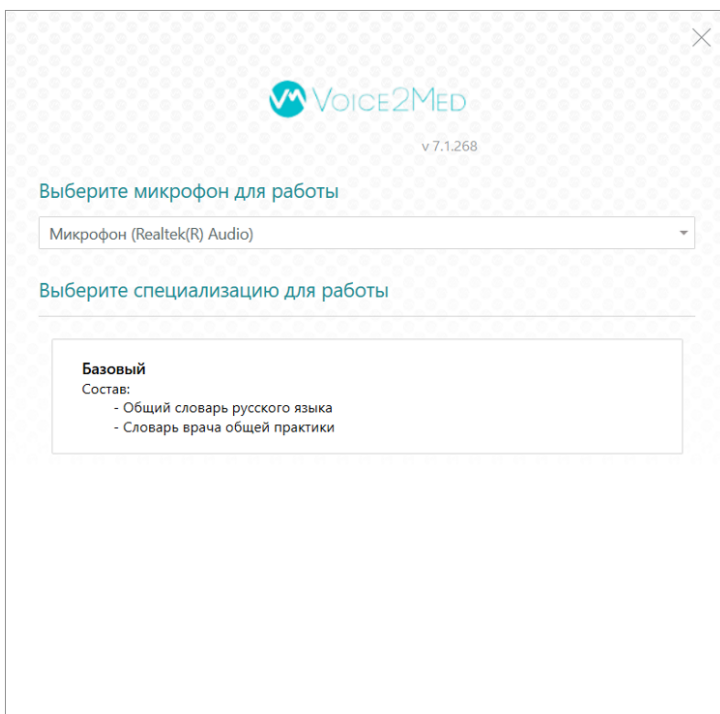 VOICE2MED
v 7.1.268
Выберите микрофон для работы
Микрофон (Realtek(R) Audio)
Выберите специализацию для работы
Базовый
Состав:
- Общий словарь русского языка
- Словарь врача общей практики